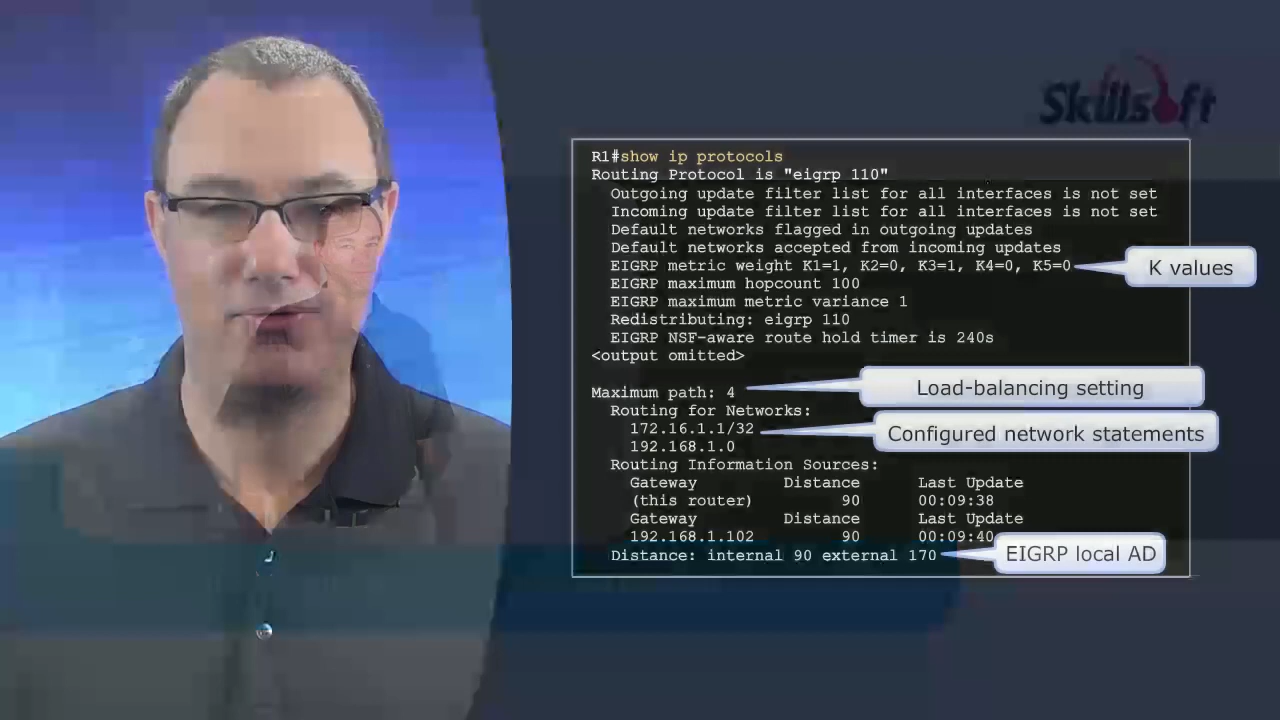 Skillsoft
R1#show ip protocols
Routing Protocol is "eigrp 110"
Outgoing update filter list for all interfaces is not set
Incoming update filter list for all interfaces is not set
Default networks flagged in outgoing updates
Default networks accepted from incoming updates
EIGRP metric weight K1=1, K2=0, K3=1, K4=0, K5=0
K values
EIGRP maximum hopcount 100
EIGRP maximum metric variance 1
Redistributing: eigrp 110
EIGRP NSF-aware route hold timer is 240s
<output omitted>
Maximum path: 4
Load-balancing setting
Routing for Networks:
172.16.1.1/32
Configured network statements
192.168.1.0
Routing Information Sources:
Gateway Distance Last Update
(this router) 90 00:09:38
Gateway Distance Last Update
192.168.1.102 90 00:09:40
Distance: internal 90 external 170
EIGRP local AD